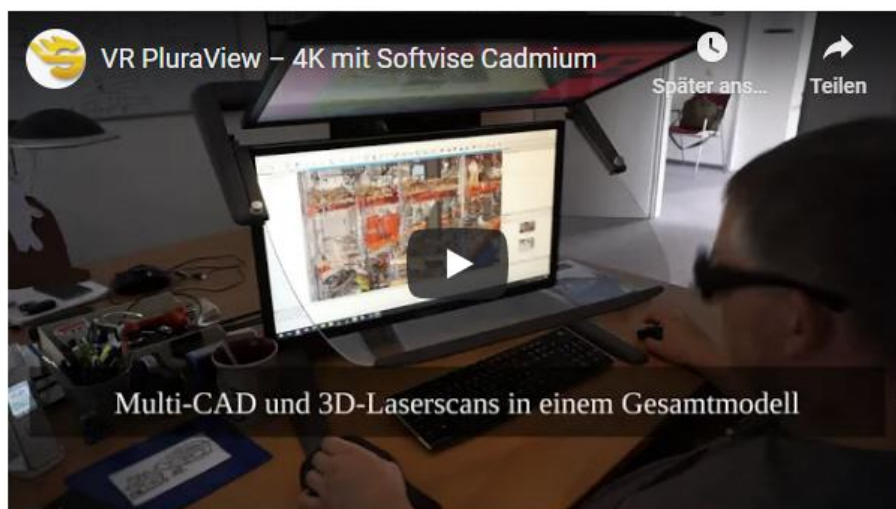 VR PluraView – 4K mit Softvise Cadmium
Später ans...
Teilen
Multi-CAD und 3D-Laserscans in einem Gesamtmodell